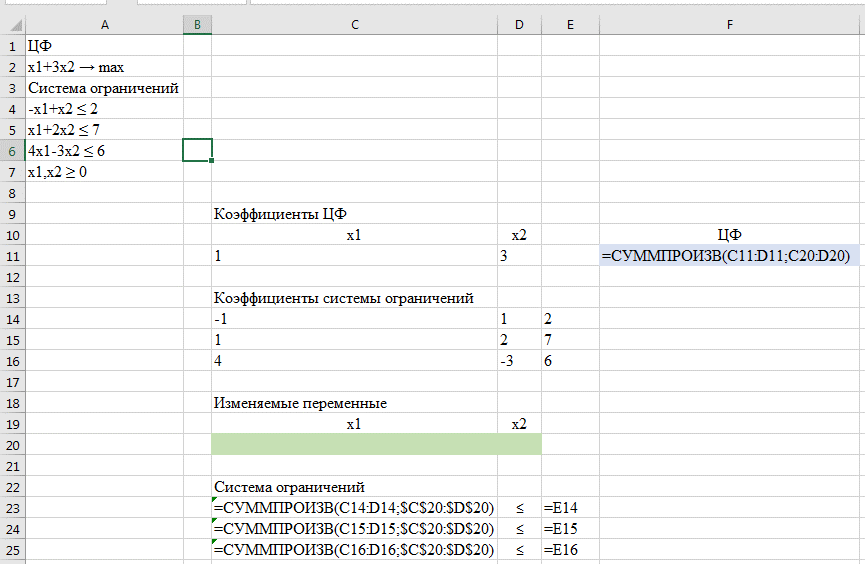 A B C D E F
1 ЦФ
2 x1+3x2 → max
3 Система ограничений
4 -x1+x2 ≤ 2
5 x1+2x2 ≤ 7
6 4x1-3x2 ≤ 6
7 x1,x2 ≥ 0
8
9 Коэффициенты ЦФ
10 x1 x2 ЦФ
11 1 3 =СУММПРОИЗВ(C11:D11;C20:D20)
12
13 Коэффициенты системы ограничений
14 -1 1 2
15 1 2 7
16 4 -3 6
17
18 Изменяемые переменные
19 x1 x2
20
21
22 Система ограничений
23 =СУММПРОИЗВ(C14:D14;$C$20:$D$20) ≤ =E14
24 =СУММПРОИЗВ(C15:D15;$C$20:$D$20) ≤ =E15
25 =СУММПРОИЗВ(C16:D16;$C$20:$D$20) ≤ =E16